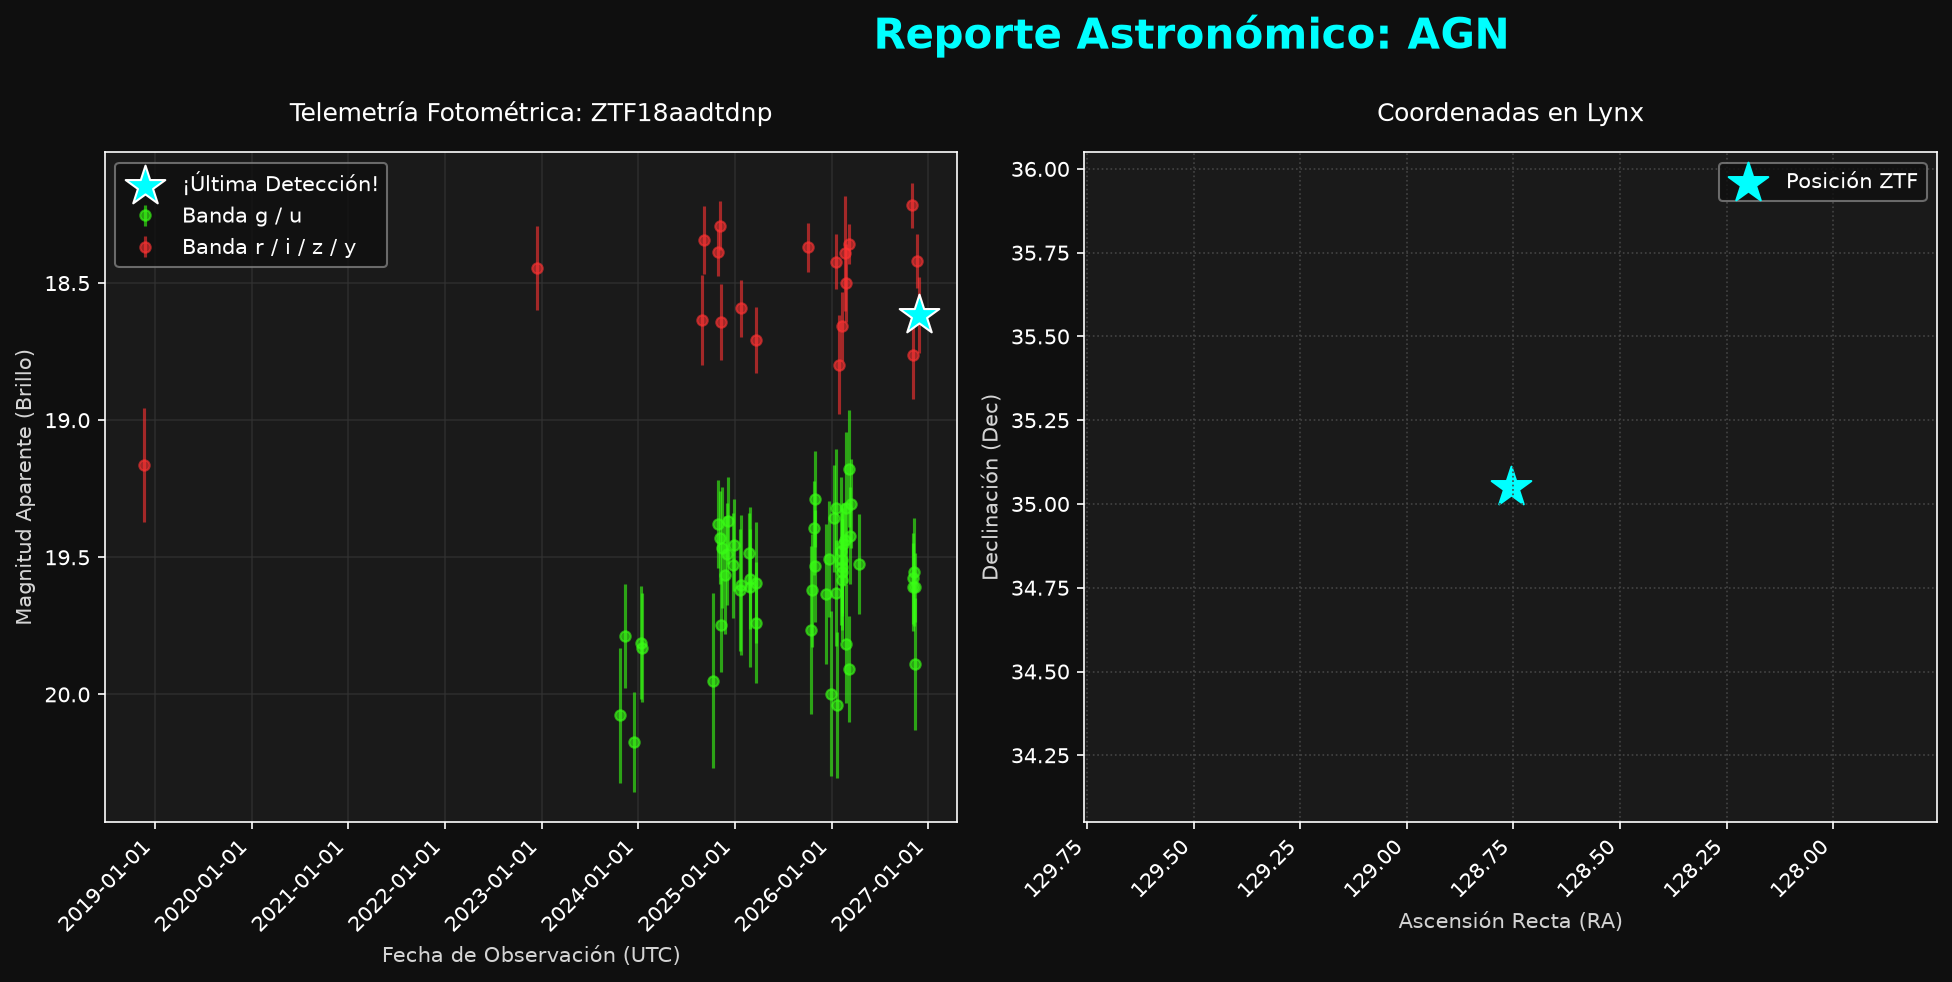 Reporte Astronómico: AGN
Telemetría Fotométrica: ZTF18aadtdnp
¡Última Detección!
Banda g / u
Banda r / i / z / y
Magnitud Aparente (Brillo)
18.5
19.0
19.5
20.0
2019-01-01
2020-01-01
2021-01-01
2022-01-01
2023-01-01
2024-01-01
2025-01-01
2026-01-01
2027-01-01
Fecha de Observación (UTC)
Coordenadas en Lynx
Posición ZTF
Declinación (Dec)
36.00
35.75
35.50
35.25
35.00
34.75
34.50
34.25
129.75
129.50
129.25
129.00
128.75
128.50
128.25
128.00
Ascensión Recta (RA)